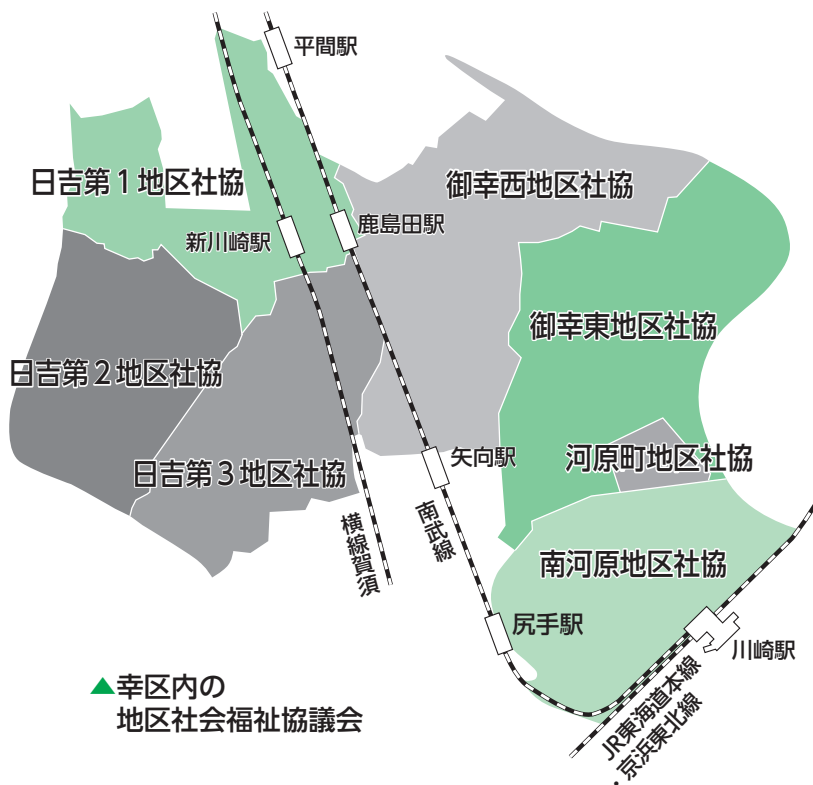 平間駅
日吉第1地区社協
御幸西地区社協
新川崎駅
鹿島田駅
御幸東地区社協
日吉第2地区社協
日吉第3地区社協
矢向駅
河原町地区社協
横線賀須
南武線
南河原地区社協
尻手駅
川崎駅
JR東海道本線
・京浜東北線
▲幸区内の
地区社会福祉協議会